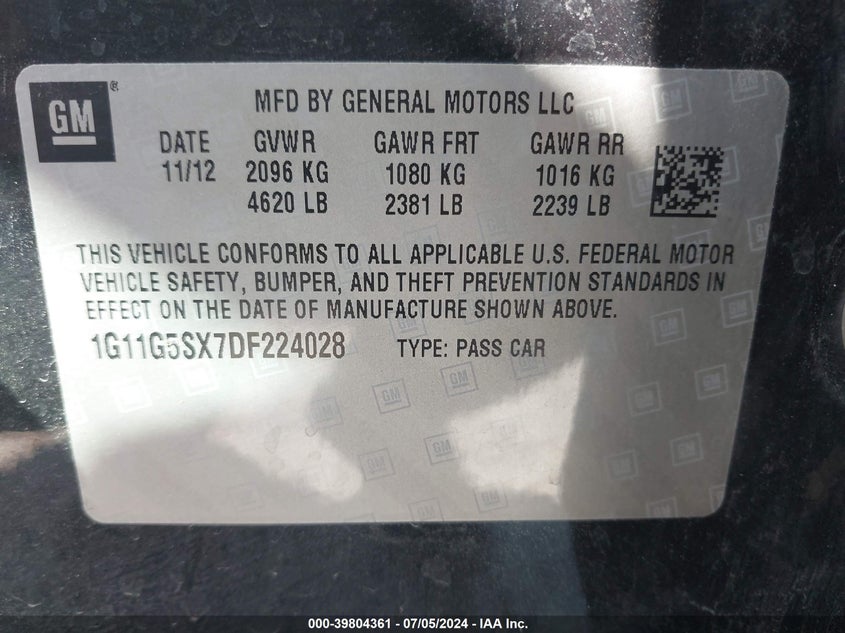 GM®
MFD BY GENERAL MOTORS LLC
DATE GVWR GAWR FRT GAWR RR
11/12 2096 KG 1080 KG 1016 KG
4620 LB 2381 LB 2239 LB
THIS VEHICLE CONFORMS TO ALL APPLICABLE U.S. FEDERAL MOTOR
VEHICLE SAFETY, BUMPER, AND THEFT PREVENTION STANDARDS IN
EFFECT ON THE DATE OF MANUFACTURE SHOWN ABOVE.
1G11G5SX7DF224028 TYPE: PASS CAR
000-39804361 - 07/05/2024 - IAA Inc.